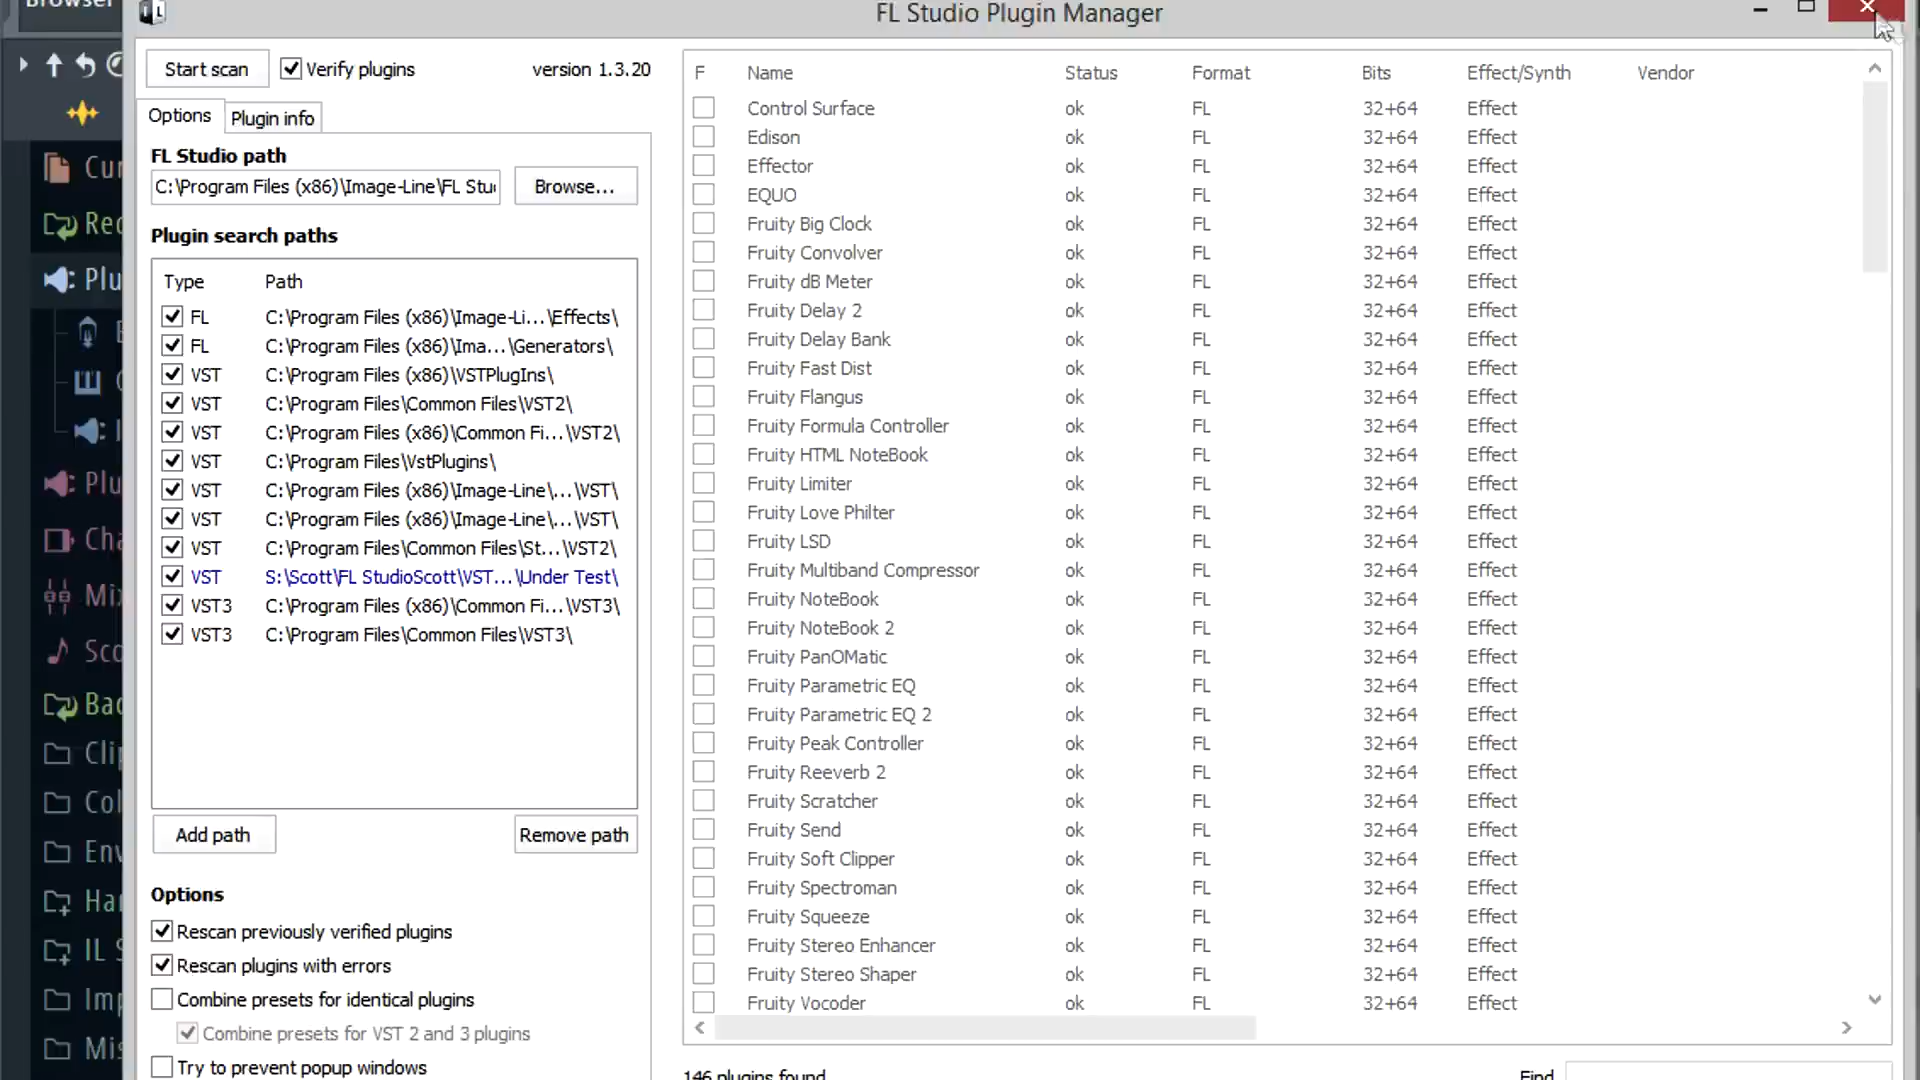 Browser
FL Studio Plugin Manager
Start scan
Verify plugins
version 1.3.20
Options
Plugin info
FL Studio path
C:\Program Files (x86)\Image-Line\FL Stu
Browse...
Plugin search paths
Type Path
FL C:\Program Files (x86)\Image-Li...\Effects\
FL C:\Program Files (x86)\Ima...\Generators\
VST C:\Program Files (x86)\VSTPlugIns\
VST C:\Program Files\Common Files\VST2\
VST C:\Program Files (x86)\Common Fi...\VST2\
VST C:\Program Files\VstPlugins\
VST C:\Program Files (x86)\Image-Line\...\VST\
VST C:\Program Files (x86)\Image-Line\...\VST\
VST C:\Program Files\Common Files\St...\VST2\
VST S:\Scott\FL StudioScott\VST...\Under Test\
VST3 C:\Program Files (x86)\Common Fi...\VST3\
VST3 C:\Program Files\Common Files\VST3\
Add path
Remove path
Options
Rescan previously verified plugins
Rescan plugins with errors
Combine presets for identical plugins
Combine presets for VST 2 and 3 plugins
Try to prevent popup windows
F Name Status Format Bits Effect/Synth Vendor
Control Surface ok FL 32+64 Effect
Edison ok FL 32+64 Effect
Effector ok FL 32+64 Effect
EQUO ok FL 32+64 Effect
Fruity Big Clock ok FL 32+64 Effect
Fruity Convolver ok FL 32+64 Effect
Fruity dB Meter ok FL 32+64 Effect
Fruity Delay 2 ok FL 32+64 Effect
Fruity Delay Bank ok FL 32+64 Effect
Fruity Fast Dist ok FL 32+64 Effect
Fruity Flangus ok FL 32+64 Effect
Fruity Formula Controller ok FL 32+64 Effect
Fruity HTML NoteBook ok FL 32+64 Effect
Fruity Limiter ok FL 32+64 Effect
Fruity Love Philter ok FL 32+64 Effect
Fruity LSD ok FL 32+64 Effect
Fruity Multiband Compressor ok FL 32+64 Effect
Fruity NoteBook ok FL 32+64 Effect
Fruity NoteBook 2 ok FL 32+64 Effect
Fruity PanOMatic ok FL 32+64 Effect
Fruity Parametric EQ ok FL 32+64 Effect
Fruity Parametric EQ 2 ok FL 32+64 Effect
Fruity Peak Controller ok FL 32+64 Effect
Fruity Reeverb 2 ok FL 32+64 Effect
Fruity Scratcher ok FL 32+64 Effect
Fruity Send ok FL 32+64 Effect
Fruity Soft Clipper ok FL 32+64 Effect
Fruity Spectroman ok FL 32+64 Effect
Fruity Squeeze ok FL 32+64 Effect
Fruity Stereo Enhancer ok FL 32+64 Effect
Fruity Stereo Shaper ok FL 32+64 Effect
Fruity Vocoder ok FL 32+64 Effect
146 plugins found
Find
Cur
Rec
Plu
Plu
Cha
Mix
Sco
Bac
Clip
Col
Env
Har
IL S
Imp
Mis